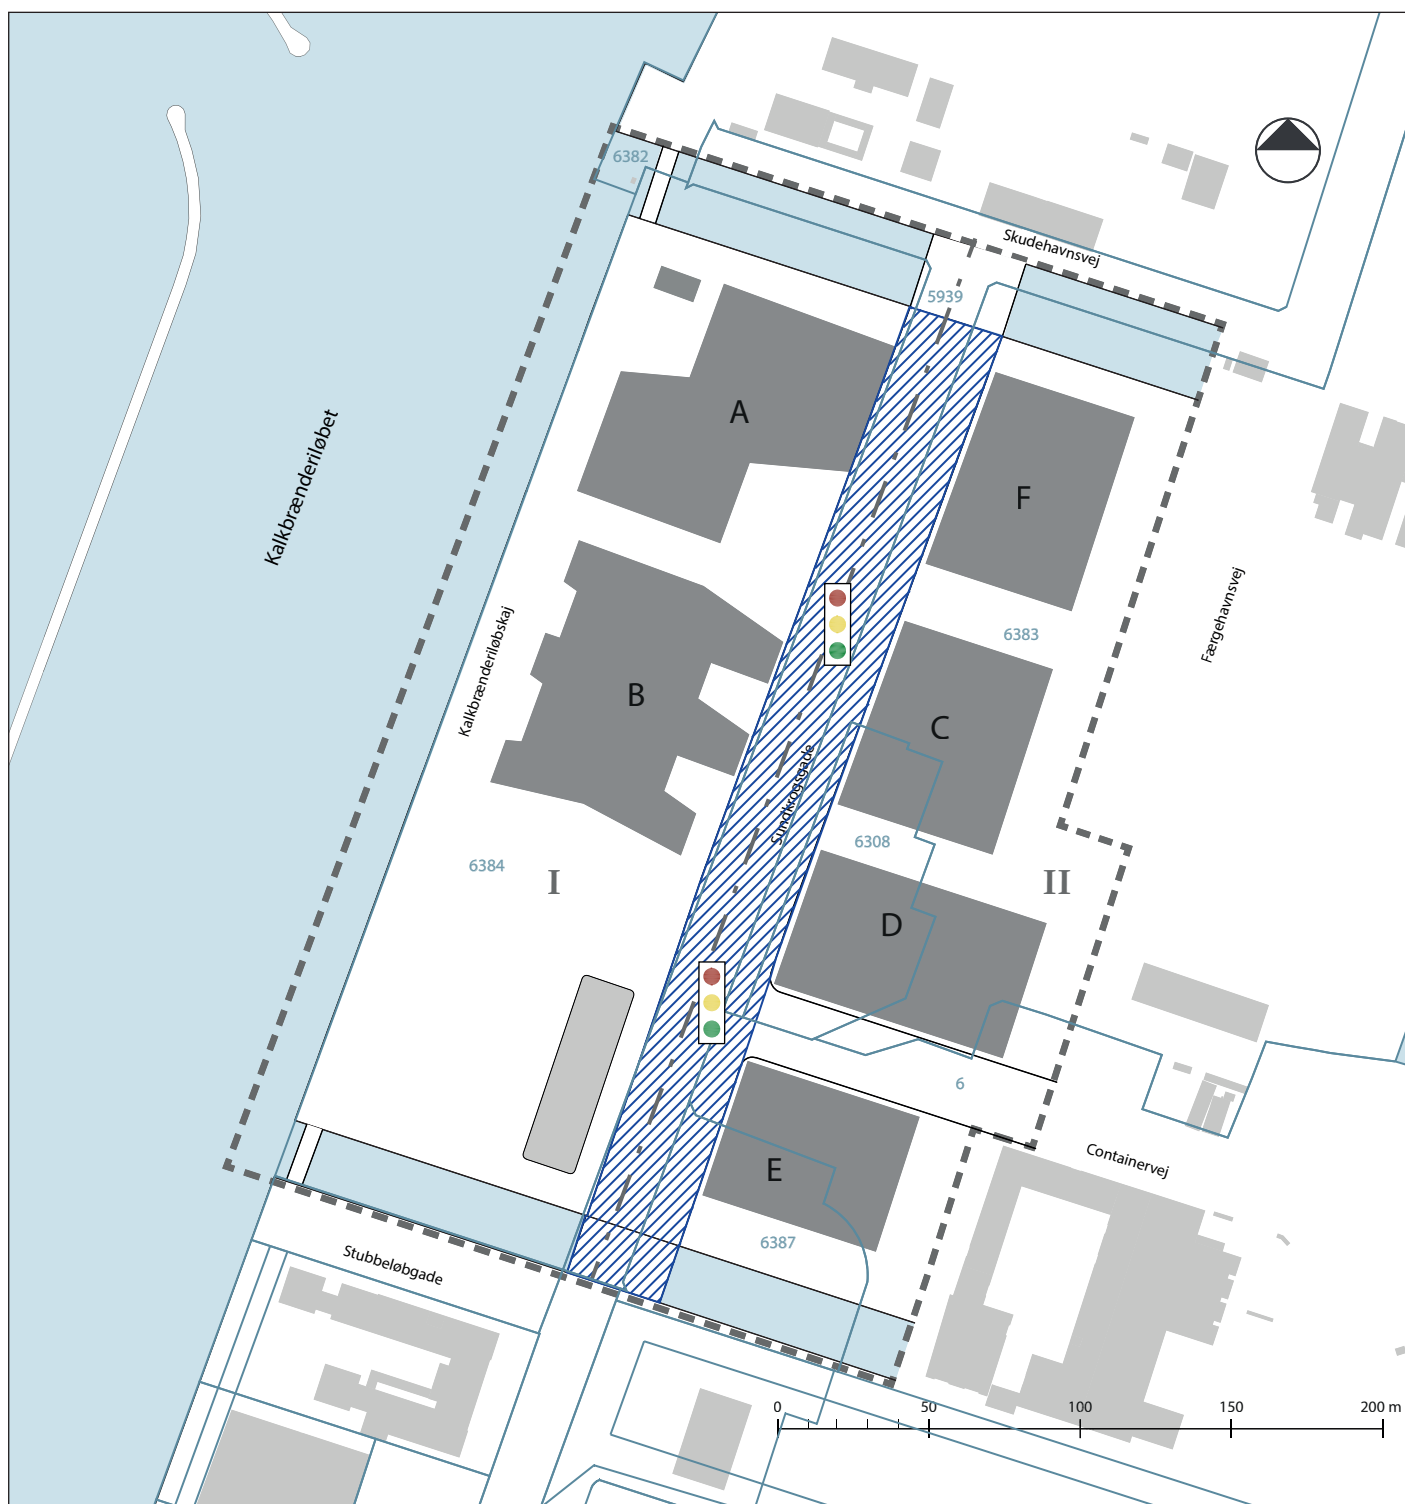 6382
Skudehavnsvej
5939
A
Kalkbrænderiløbet
F
Færgehavnsvej
6383
Kalkbrænderiløbskaj
B
C
Sundkrogsgade
6308
6384
I
II
D
6
Containervej
E
6387
Stubbeløbgade
0 50 100 150 200 m